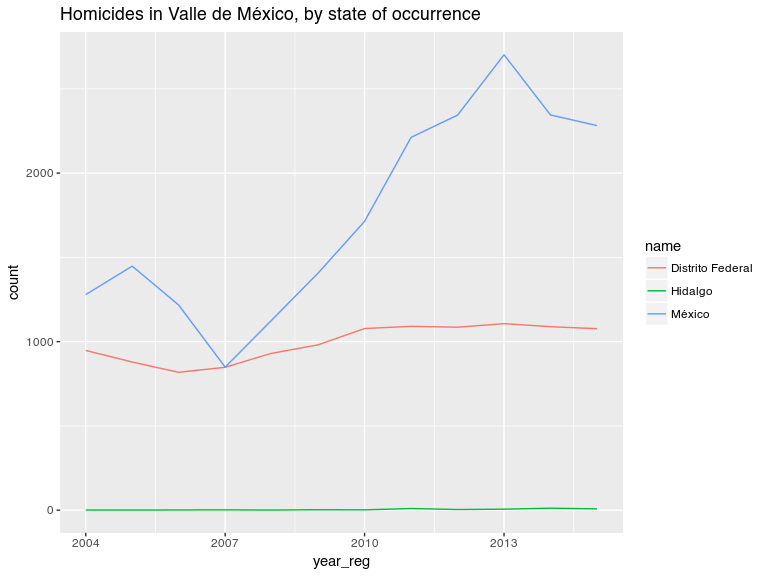 Homicides in Valle de México, by state of occurrence
2000
1000
0
count
2004 2007 2010 2013
year_reg
name
Distrito Federal
Hidalgo
México